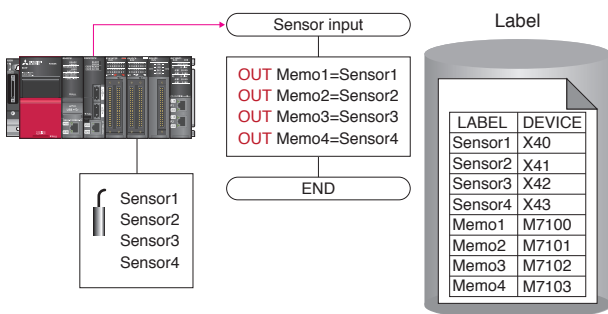 Sensor input
OUT Memo1=Sensor1
OUT Memo2=Sensor2
OUT Memo3=Sensor3
OUT Memo4=Sensor4
END
Sensor1
Sensor2
Sensor3
Sensor4
Label
LABEL DEVICE
Sensor1 X40
Sensor2 X41
Sensor3 X42
Sensor4 X43
Memo1 M7100
Memo2 M7101
Memo3 M7102
Memo4 M7103